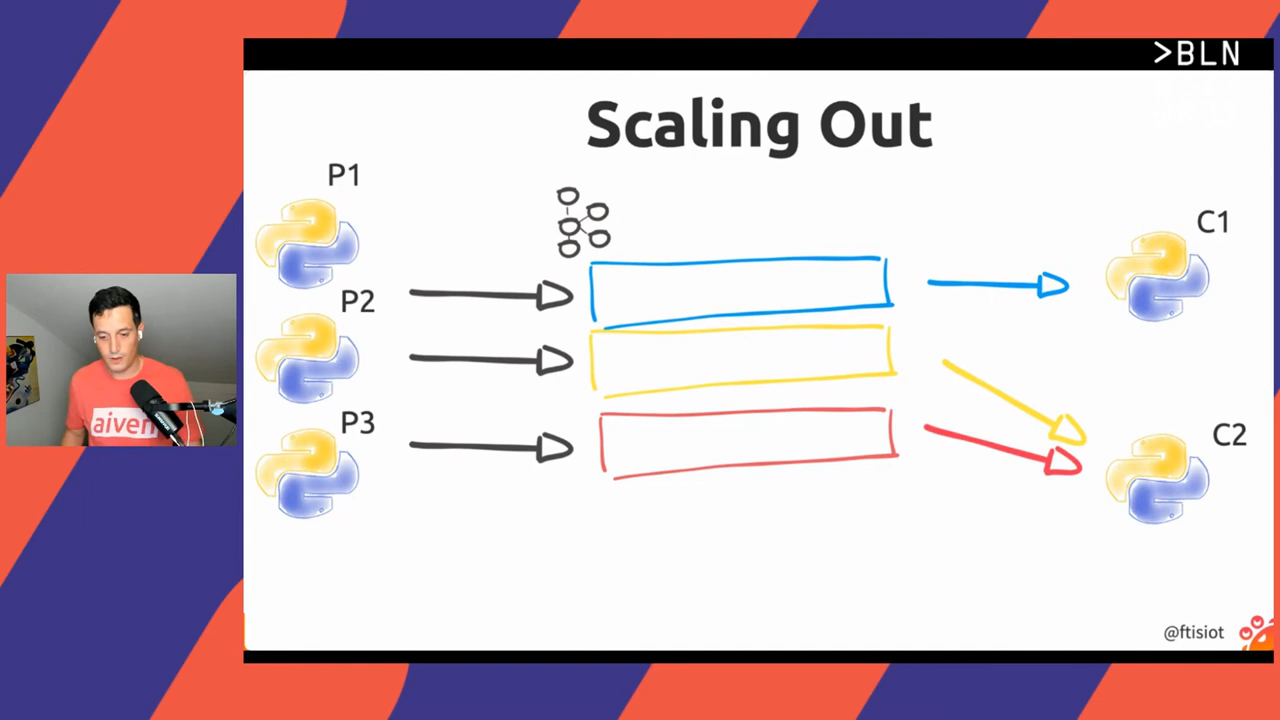 >BLN
Scaling Out
P1
C1
P2
P3
C2
aiven
@ftisiot